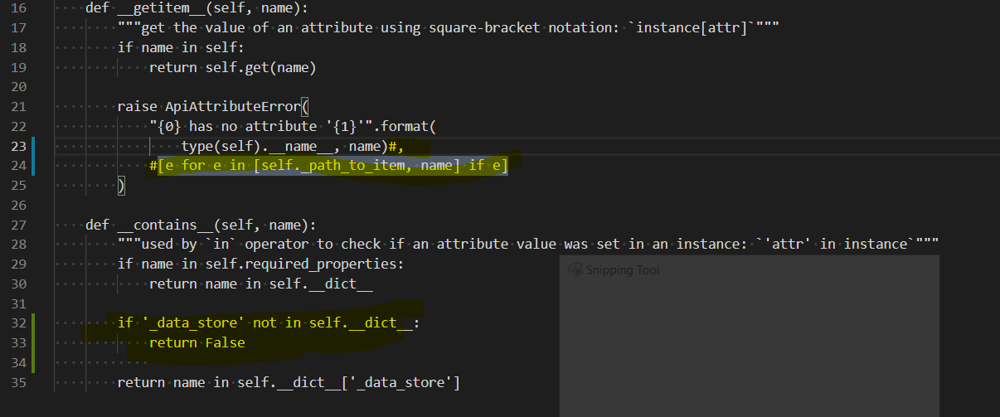 16 def __getitem__(self, name):
17 """get the value of an attribute using square-bracket notation: `instance[attr]`"""
18 if name in self:
19 return self.get(name)
20
21 raise ApiAttributeError(
22 "{0} has no attribute '{1}'".format(
23 type(self).__name__, name)#,
24 #[e for e in [self._path_to_item, name] if e]
25 )
26
27 def __contains__(self, name):
28 """used by `in` operator to check if an attribute value was set in an instance: `'attr' in instance`"""
29 if name in self.required_properties:
30 return name in self.__dict__
31
32 if '_data_store' not in self.__dict__:
33 return False
34
35 return name in self.__dict__['_data_store']
Snipping Tool